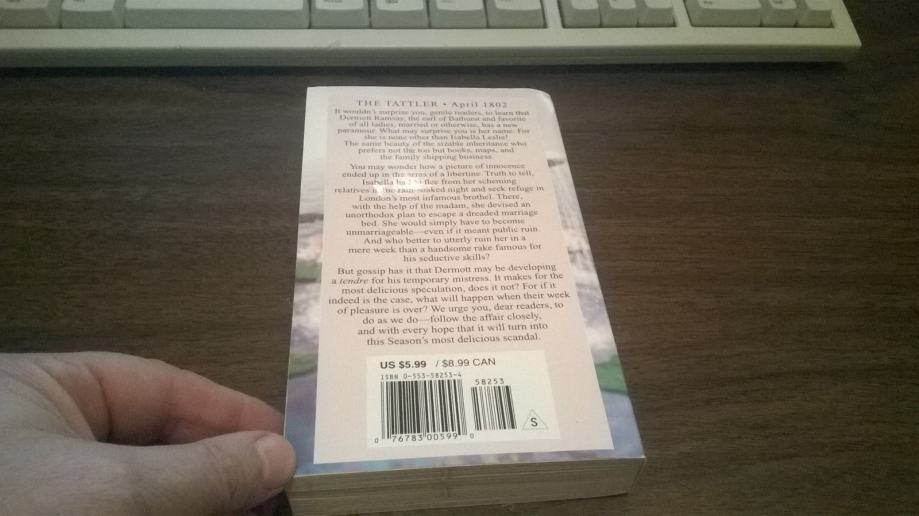 THE TATTLER • April 1802
It wouldn't surprise you, gentle readers, to learn that
Dermott Ramsay, the earl of Bathurst and favorite
of all ladies, married or otherwise, has a new
paramour. What may surprise you is her name. For
she is none other than Isabella Leslie!
The same beauty of the sizable inheritance who
prefers not the ton but books, maps, and
the family shipping business.
You may wonder how a picture of innocence
ended up in the arms of a libertine. Truth to tell,
Isabella had to flee from her scheming
relatives in the rain-soaked night and seek refuge in
London's most infamous brothel. There,
with the help of the madam, she devised an
unorthodox plan to escape a dreaded marriage
bed. She would simply have to become
unmarriageable—even if it meant public ruin.
And who better to utterly ruin her in a
mere week than a handsome rake famous for
his seductive skills?
But gossip has it that Dermott may be developing
a tendre for his temporary mistress. It makes for the
most delicious speculation, does it not? For if it
indeed is the case, what will happen when their week
of pleasure is over? We urge you, dear readers, to
do as we do—follow the affair closely,
and with every hope that it will turn into
this Season's most delicious scandal.
US $5.99 / $8.99 CAN
ISBN 0-553-58253-4
58253
S
0 76783 00599 0